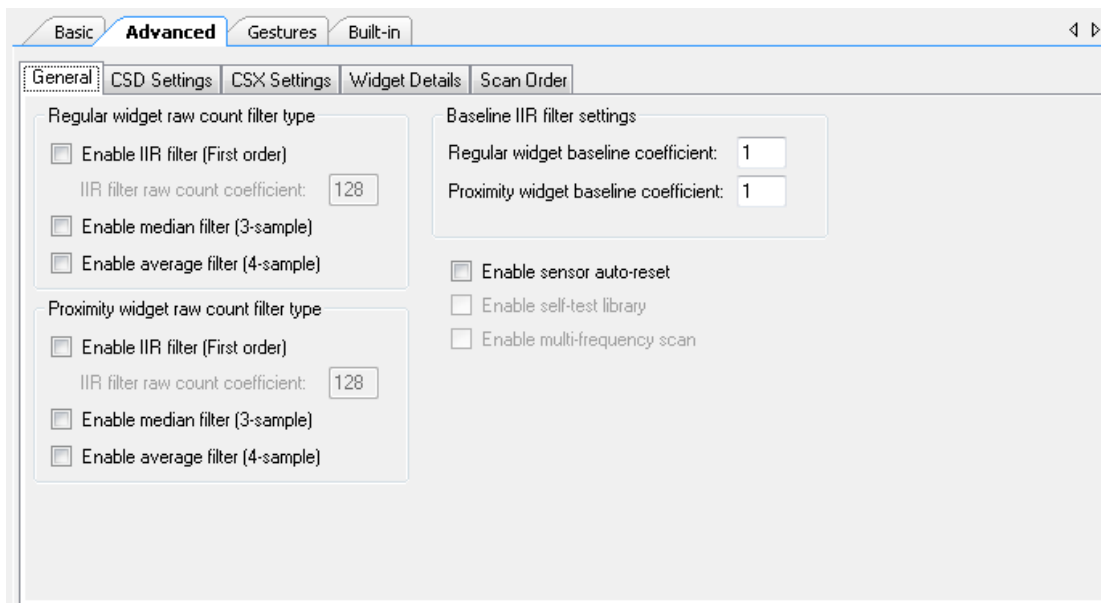 Basic Advanced Gestures Built-in
General CSD Settings CSX Settings Widget Details Scan Order
Regular widget raw count filter type
Enable IIR filter (First order)
IIR filter raw count coefficient: 128
Enable median filter (3-sample)
Enable average filter (4-sample)
Proximity widget raw count filter type
Enable IIR filter (First order)
IIR filter raw count coefficient: 128
Enable median filter (3-sample)
Enable average filter (4-sample)
Baseline IIR filter settings
Regular widget baseline coefficient: 1
Proximity widget baseline coefficient: 1
Enable sensor auto-reset
Enable self-test library
Enable multi-frequency scan